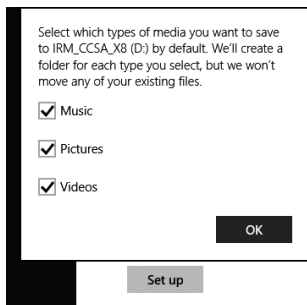 Select which types of media you want to save
to IRM_CCSA_X8 (D:) by default. We'll create a
folder for each type you select, but we won't
move any of your existing files.
Music
Pictures
Videos
OK
Set up